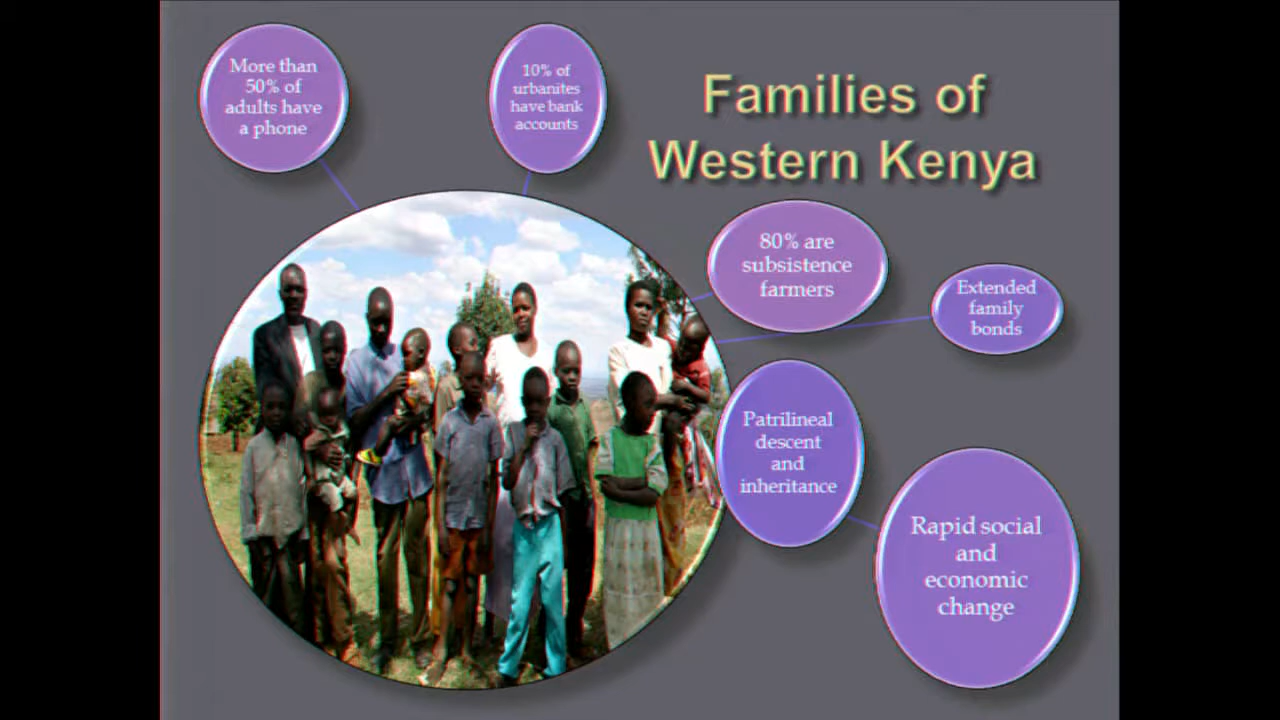 Families of
Western Kenya
More than
50% of
adults have
a phone
10% of
urbanites
have bank
accounts
80% are
subsistence
farmers
Extended
family
bonds
Patrilineal
descent
and
inheritance
Rapid social
and
economic
change